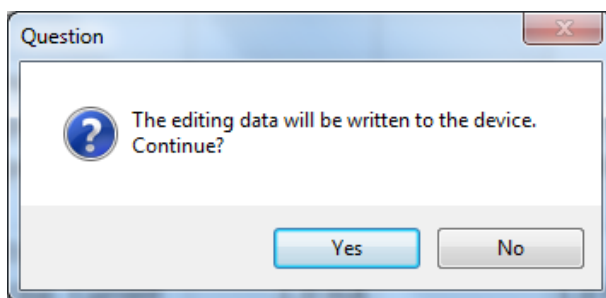 Question
The editing data will be written to the device.
Continue?
Yes
No